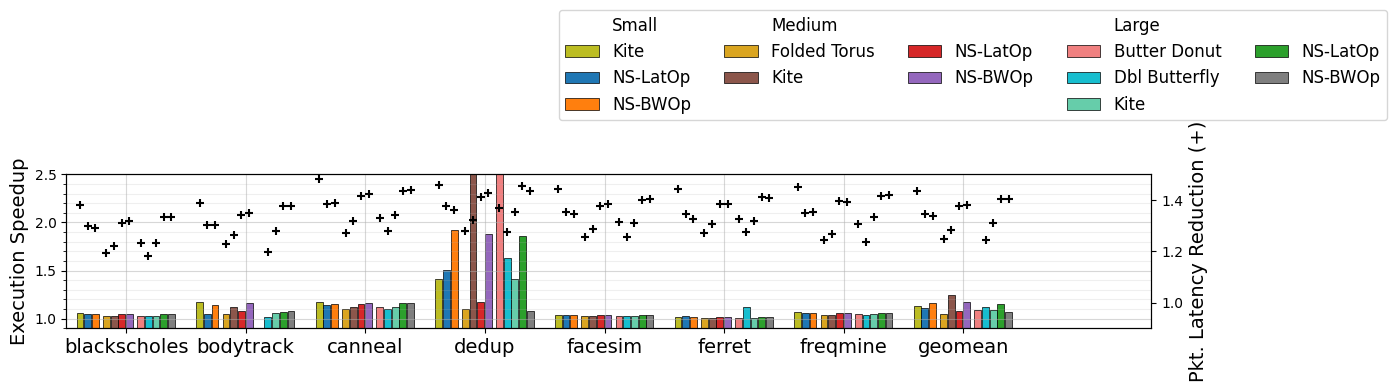 Small Medium Large
Kite Folded Torus NS-LatOp Butter Donut NS-LatOp
NS-LatOp Kite NS-BWOp Dbl Butterfly NS-BWOp
NS-BWOp Kite
Execution Speedup
2.5
2.0
1.5
1.0
1.4
1.2
1.0
Pkt. Latency Reduction (+)
blackscholes bodytrack canneal dedup facesim ferret freqmine geomean